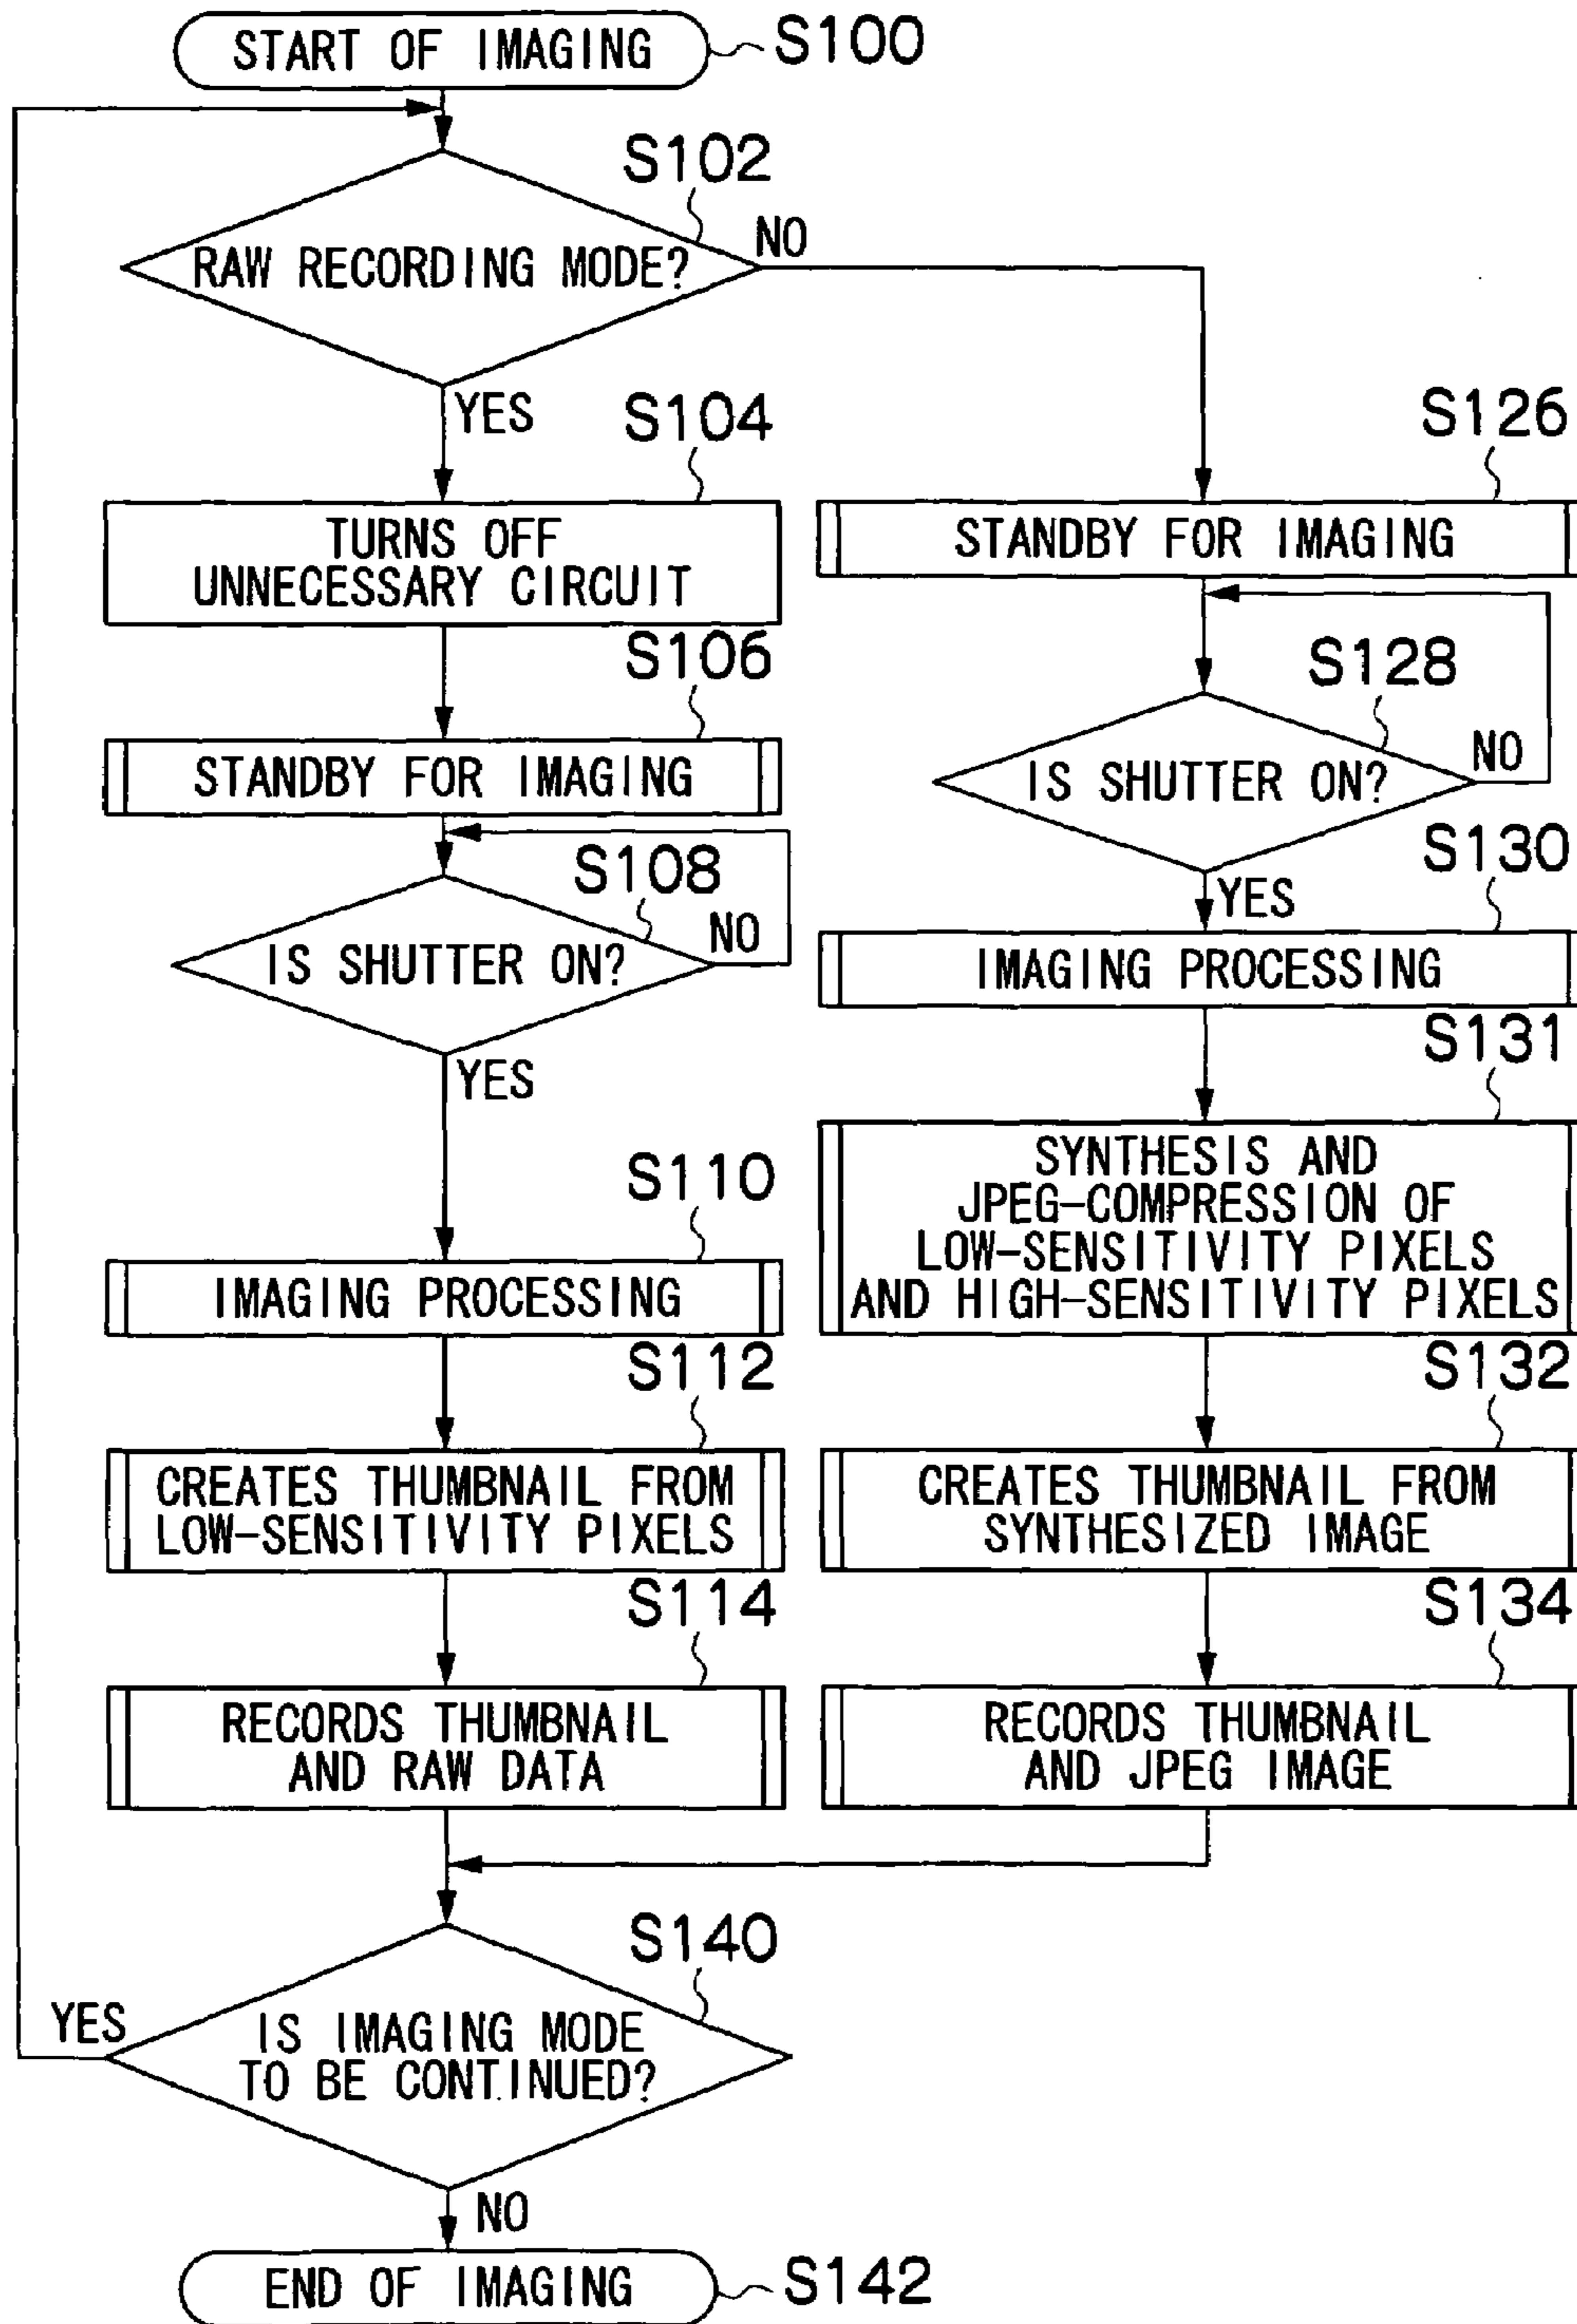 START OF IMAGING
S100
S102
RAW RECORDING MODE?
NO
YES
S104
TURNS OFF
UNNECESSARY CIRCUIT
S106
STANDBY FOR IMAGING
S108
IS SHUTTER ON?
NO
YES
S110
IMAGING PROCESSING
S112
CREATES THUMBNAIL FROM
LOW-SENSITIVITY PIXELS
S114
RECORDS THUMBNAIL
AND RAW DATA
S126
STANDBY FOR IMAGING
S128
IS SHUTTER ON?
NO
YES
S130
IMAGING PROCESSING
S131
SYNTHESIS AND
JPEG-COMPRESSION OF
LOW-SENSITIVITY PIXELS
AND HIGH-SENSITIVITY PIXELS
S132
CREATES THUMBNAIL FROM
SYNTHESIZED IMAGE
S134
RECORDS THUMBNAIL
AND JPEG IMAGE
S140
YES
IS IMAGING MODE
TO BE CONTINUED?
NO
END OF IMAGING
S142